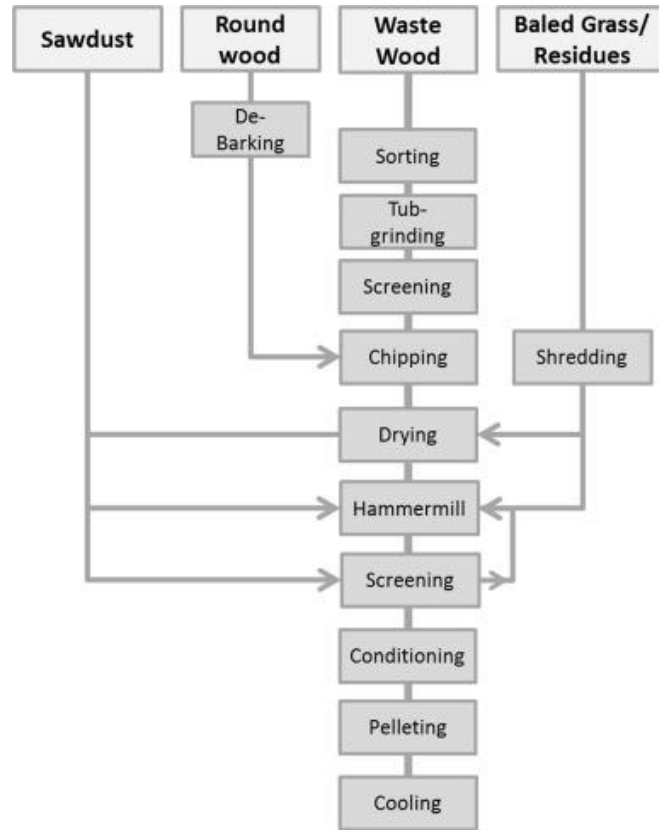 Sawdust
Round
wood
Waste
Wood
Baled Grass/
Residues
De-
Barking
Sorting
Tub-
grinding
Screening
Chipping
Shredding
Drying
Hammermill
Screening
Conditioning
Pelleting
Cooling